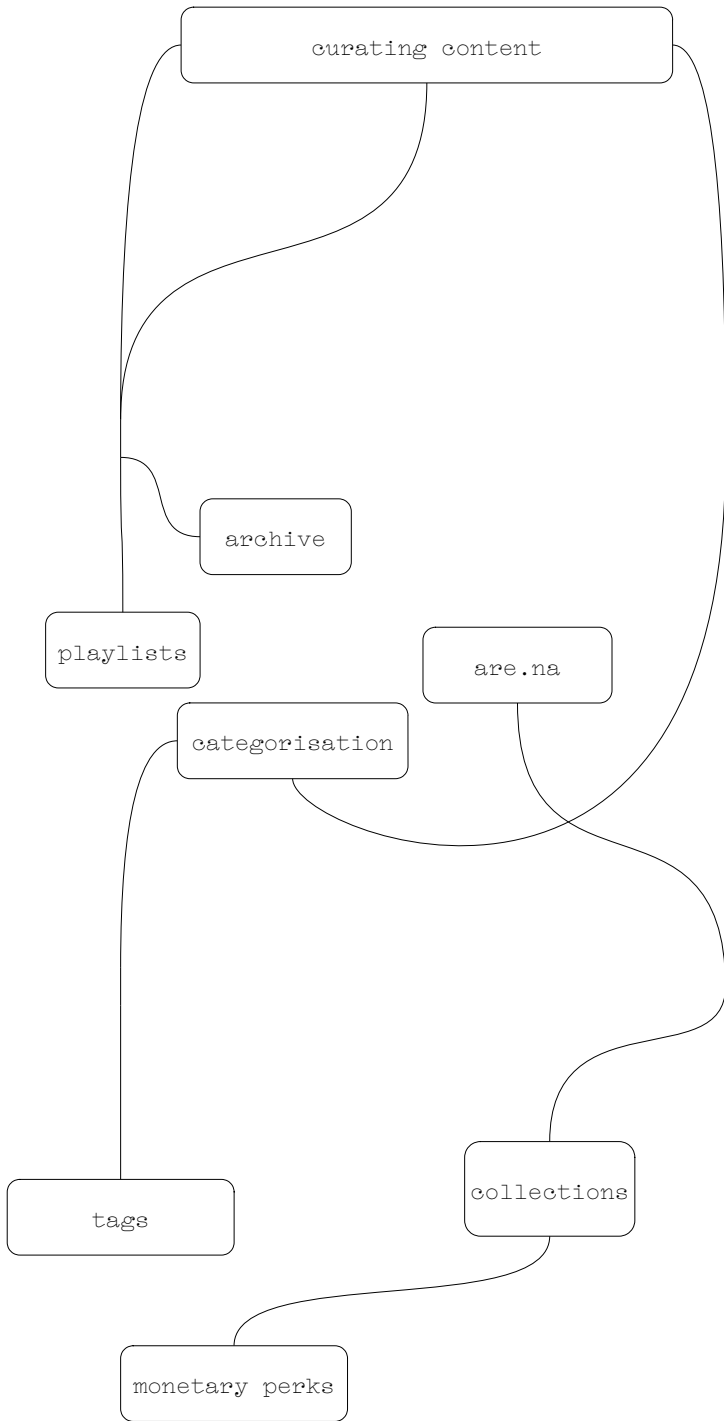 curating content
archive
playlists
are.na
categorisation
collections
tags
monetary perks